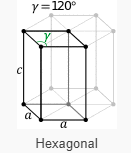 γ = 120°
γ
c
a
a
Hexagonal